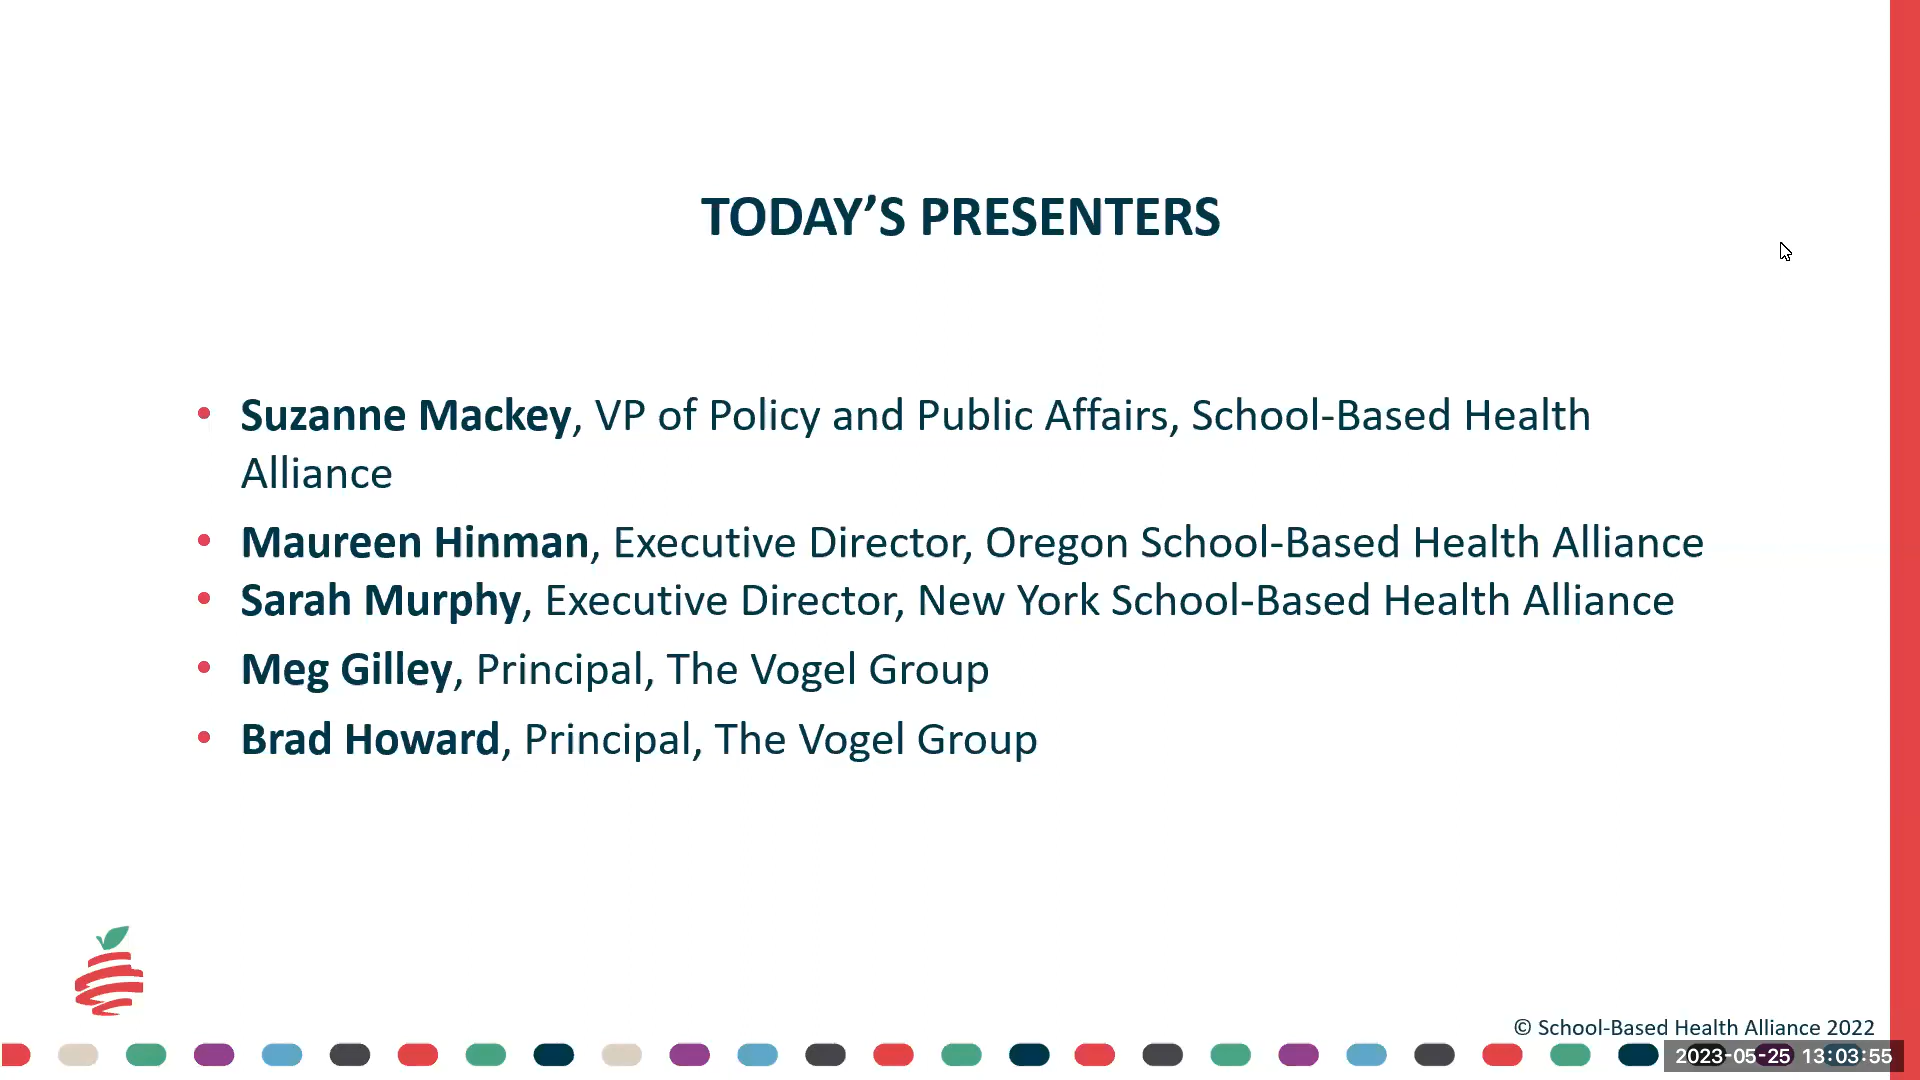 TODAY’S PRESENTERS
• Suzanne Mackey, VP of Policy and Public Affairs, School-Based Health
Alliance
• Maureen Hinman, Executive Director, Oregon School-Based Health Alliance
• Sarah Murphy, Executive Director, New York School-Based Health Alliance
• Meg Gilley, Principal, The Vogel Group
• Brad Howard, Principal, The Vogel Group
© School-Based Health Alliance 2022
2023-05-25 13:03:55